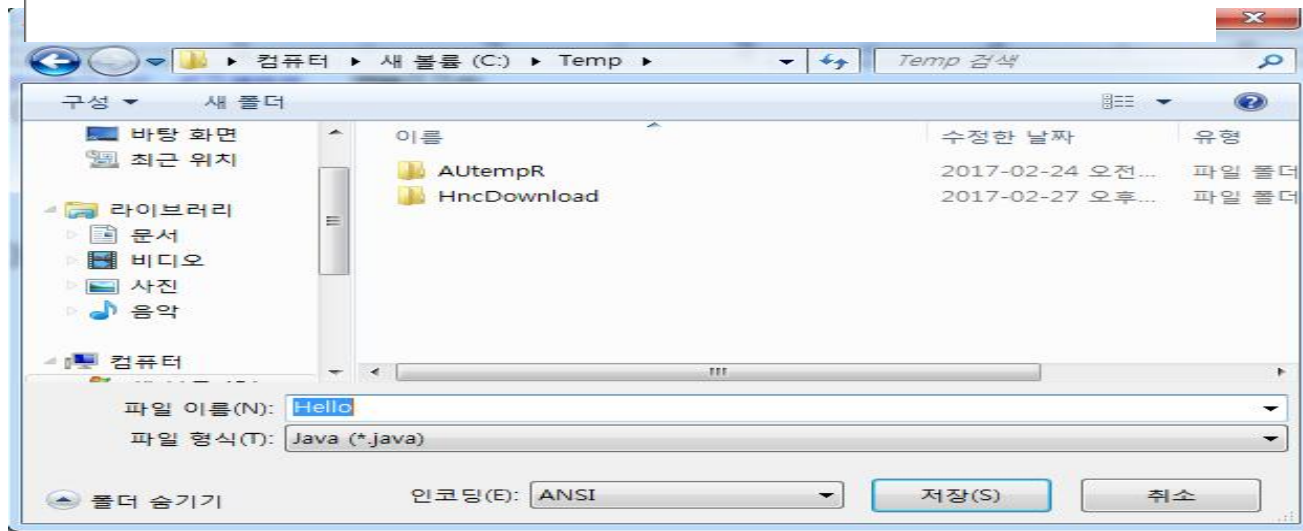 컴퓨터 ▸ 새 볼륨 (C:) ▸ Temp ▸ Temp 검색
구성 새 폴더
바탕 화면
최근 위치
라이브러리
문서
비디오
사진
음악
컴퓨터
이름 수정한 날짜 유형
AUtempR 2017-02-24 오전... 파일 폴더
HncDownload 2017-02-27 오후... 파일 폴더
파일 이름(N): Hello
파일 형식(T): Java (*.java)
폴더 숨기기 인코딩(E): ANSI 저장(S) 취소